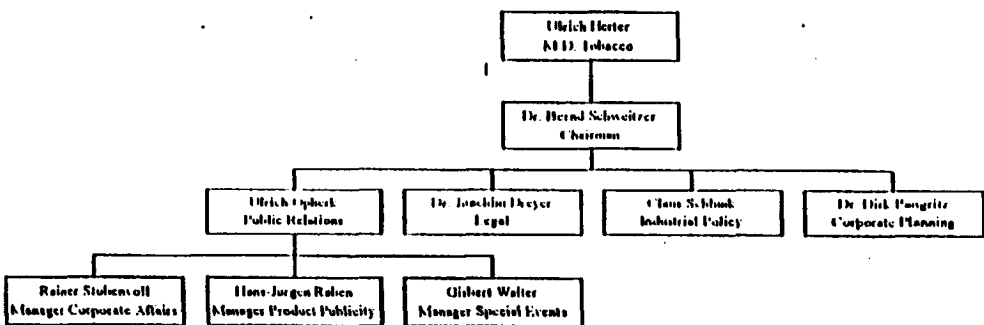 Ulrich Herter
M.D. Tobacco
Dr. Bernd Schweitzer
Chairman
Ulrich Opherk
Public Relations
Dr. Joachim Dreyer
Legal
Claus
Industrial Policy
Dr. Dirk Pangritz
Corporate Planning
Rainer Stubenvoll
Manager Corporate Affairs
Hans-Jurgen Raben
Manager Product Publicity
Gisbert Walter
Manager Special Events